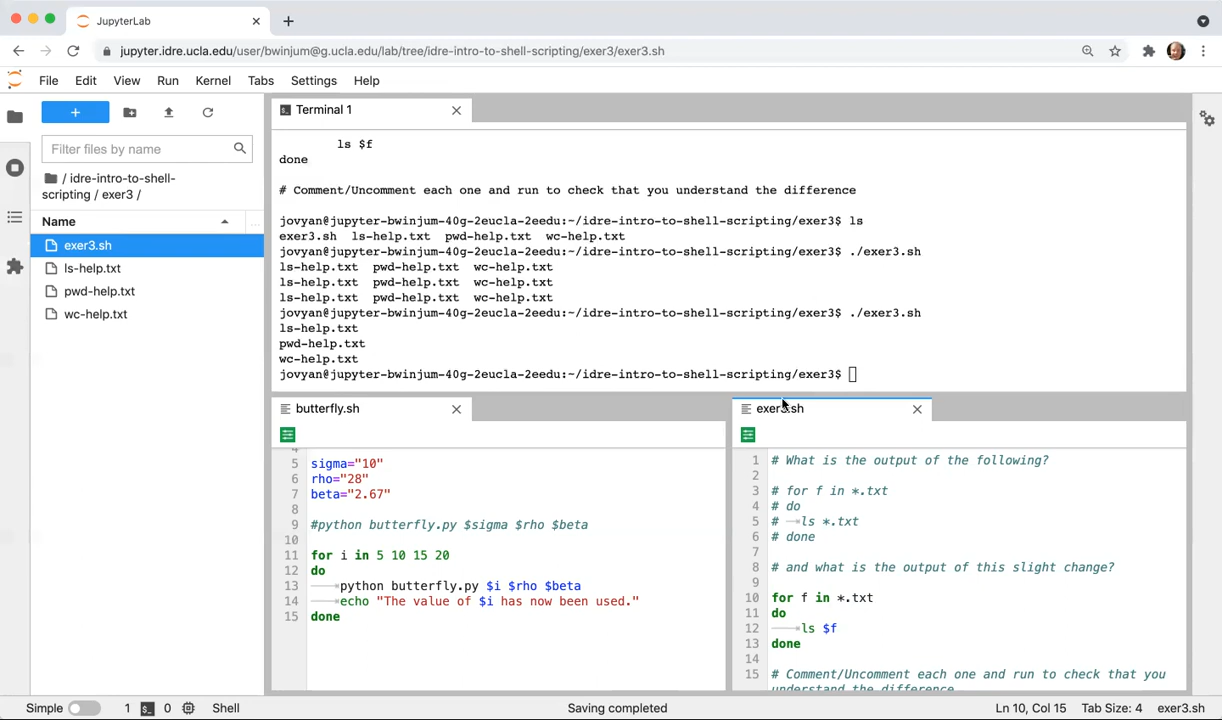 JupyterLab
jupyter.idre.ucla.edu/user/bwinjum@g.ucla.edu/lab/tree/idre-intro-to-shell-scripting/exer3/exer3.sh
File Edit View Run Kernel Tabs Settings Help
+
Filter files by name
/ idre-intro-to-shell-
scripting / exer3 /
Name
exer3.sh
ls-help.txt
pwd-help.txt
wc-help.txt
Terminal 1
ls $f
done
# Comment/Uncomment each one and run to check that you understand the difference
jovyan@jupyter-bwinjum-40g-2eucla-2eedu:~/idre-intro-to-shell-scripting/exer3$ ls
exer3.sh ls-help.txt pwd-help.txt wc-help.txt
jovyan@jupyter-bwinjum-40g-2eucla-2eedu:~/idre-intro-to-shell-scripting/exer3$ ./exer3.sh
ls-help.txt pwd-help.txt wc-help.txt
ls-help.txt pwd-help.txt wc-help.txt
ls-help.txt pwd-help.txt wc-help.txt
jovyan@jupyter-bwinjum-40g-2eucla-2eedu:~/idre-intro-to-shell-scripting/exer3$ ./exer3.sh
ls-help.txt
pwd-help.txt
wc-help.txt
jovyan@jupyter-bwinjum-40g-2eucla-2eedu:~/idre-intro-to-shell-scripting/exer3$
butterfly.sh
4
5 sigma="10"
6 rho="28"
7 beta="2.67"
8
9 #python butterfly.py $sigma $rho $beta
10
11 for i in 5 10 15 20
12 do
13 python butterfly.py $i $rho $beta
14 echo "The value of $i has now been used."
15 done
exer3.sh
1 # What is the output of the following?
2
3 # for f in *.txt
4 # do
5 # ls *.txt
6 # done
7
8 # and what is the output of this slight change?
9
10 for f in *.txt
11 do
12 ls $f
13 done
14
15 # Comment/Uncomment each one and run to check that you
understand the difference
Simple 1 0 Shell Saving completed Ln 10, Col 15 Tab Size: 4 exer3.sh